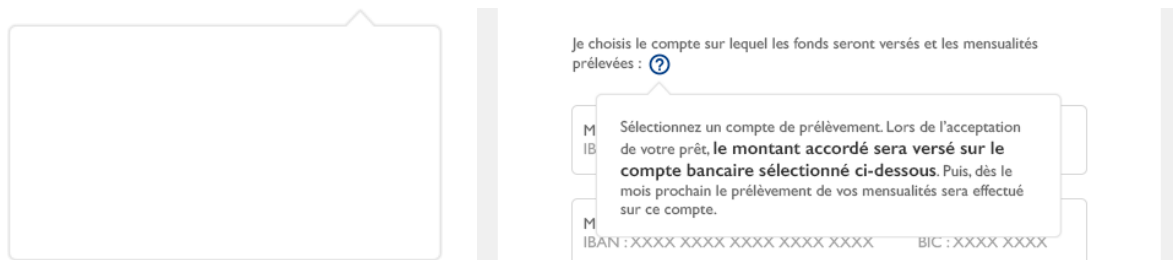 Je choisis le compte sur lequel les fonds seront versés et les mensualités
prélevées : ?
M
IB
Sélectionnez un compte de prélèvement. Lors de l'acceptation
de votre prêt, le montant accordé sera versé sur le
compte bancaire sélectionné ci-dessous. Puis, dès le
mois prochain le prélèvement de vos mensualités sera effectué
sur ce compte.
M
IBAN : XXXX XXXX XXXX XXXX XXXX BIC : XXXX XXXX